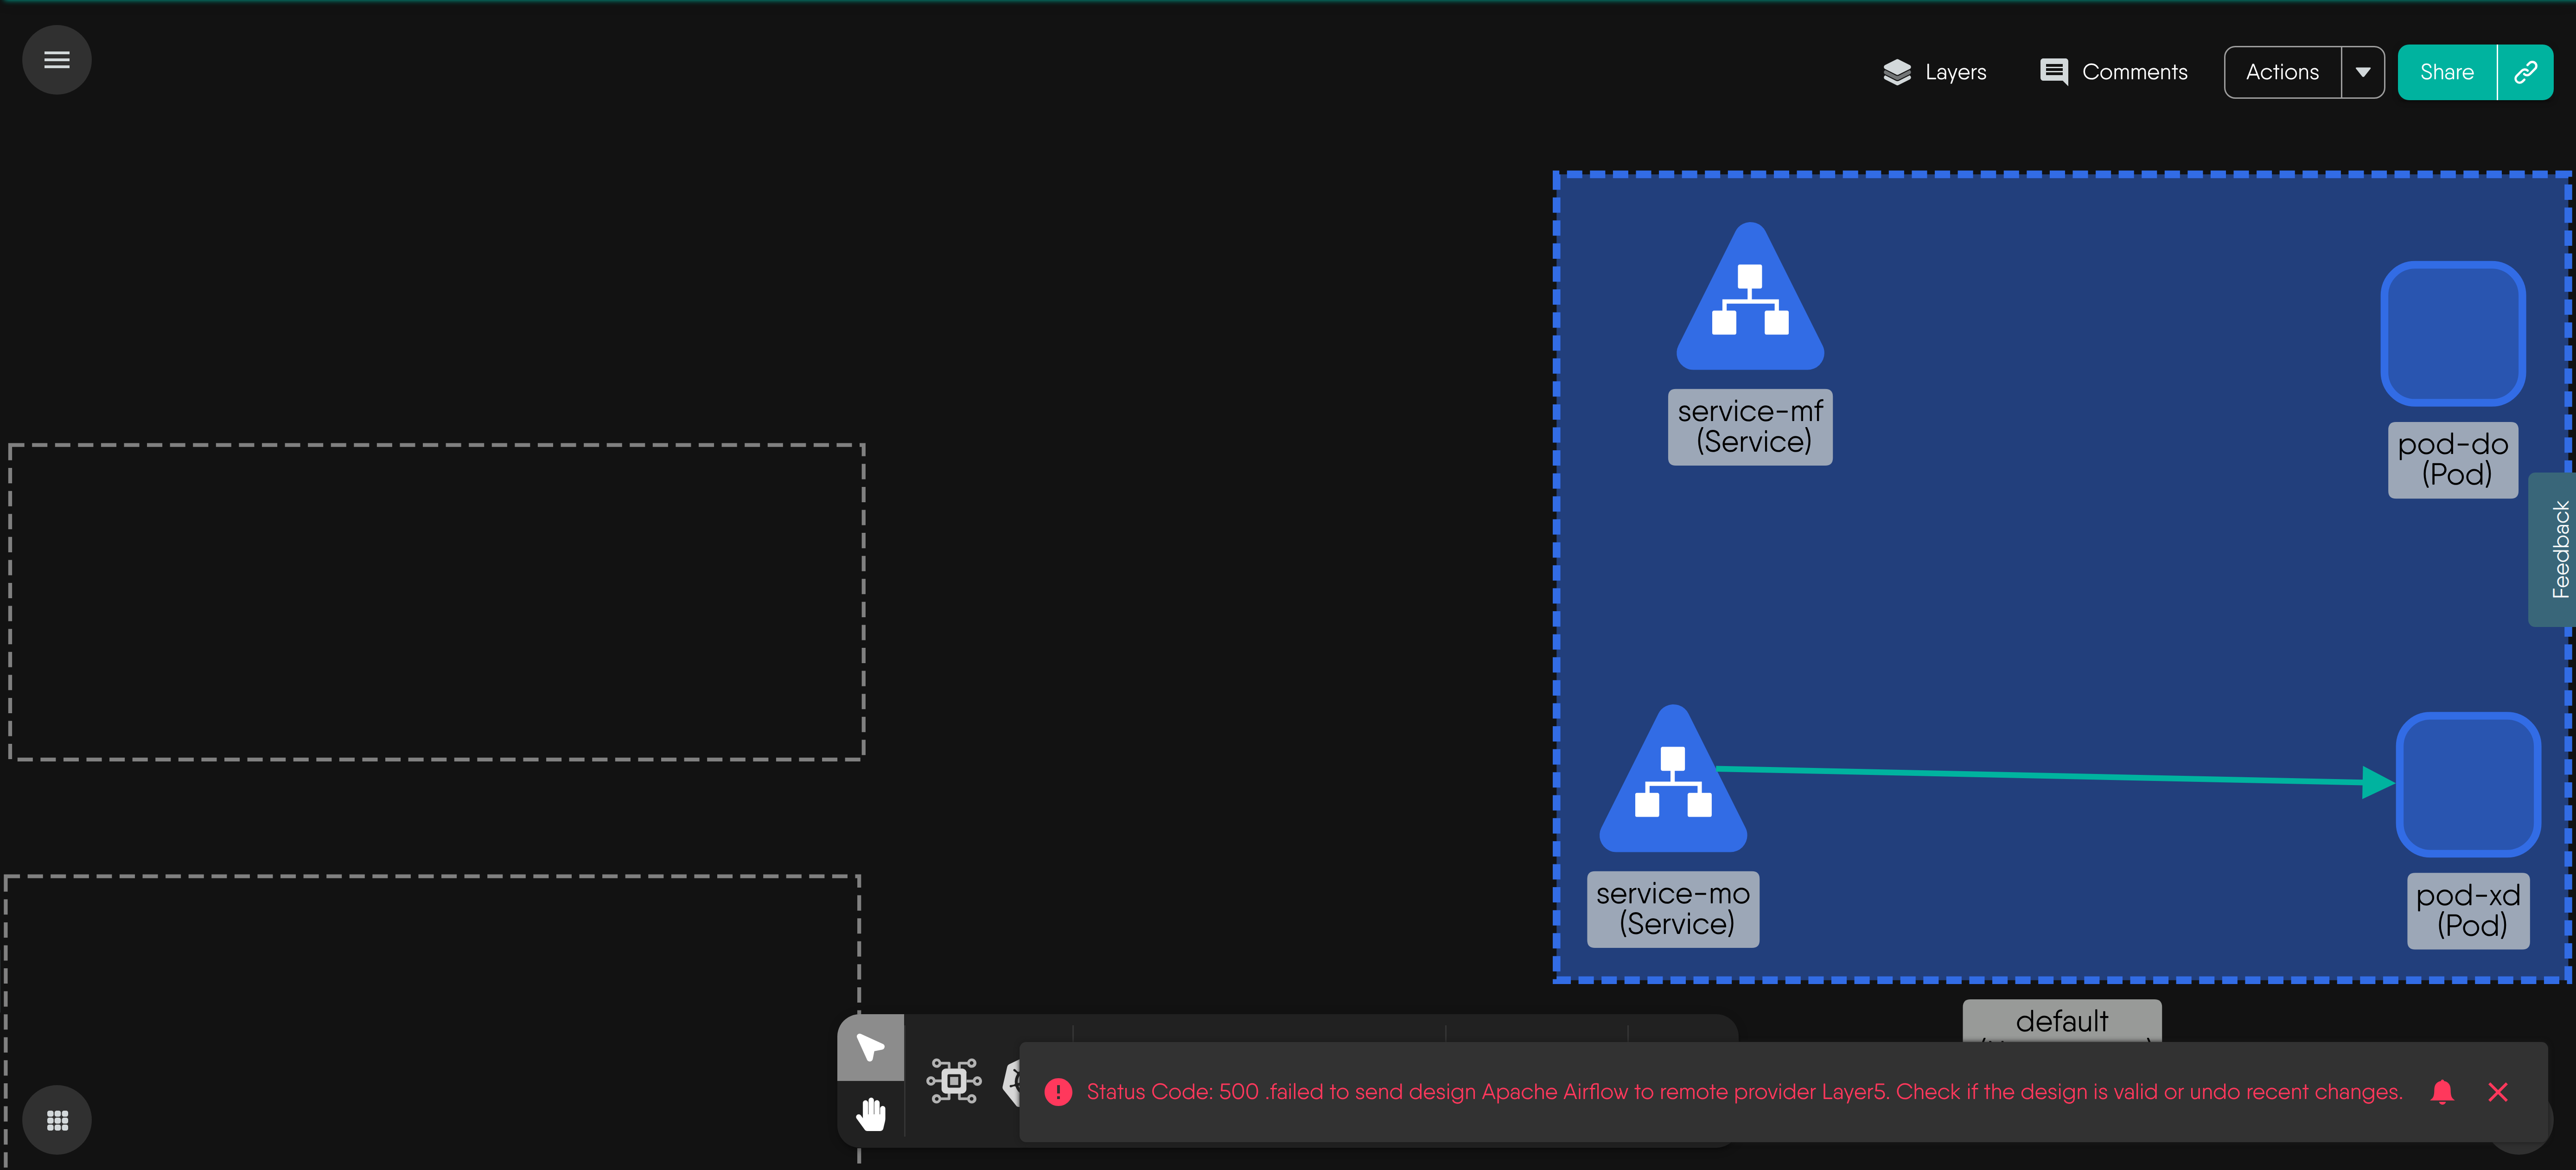 Layers
Comments
Actions
Share
service-mf
(Service)
pod-do
(Pod)
Feedback
service-mo
(Service)
pod-xd
(Pod)
default
Status Code: 500 .failed to send design Apache Airflow to remote provider Layer5. Check if the design is valid or undo recent changes.